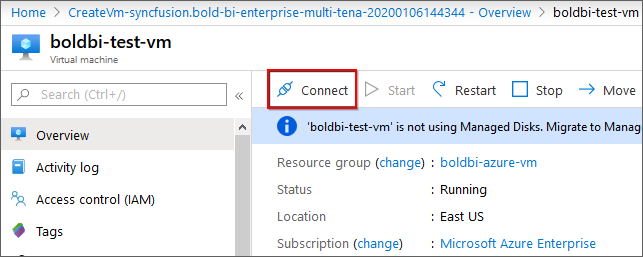 Home > CreateVm-syncfusion.bold-bi-enterprise-multi-tena-20200106144344 - Overview > boldbi-test-vm
boldbi-test-vm
Virtual machine
Search (Ctrl+/)
«
Connect
Start
Restart
Stop
Move
'boldbi-test-vm' is not using Managed Disks. Migrate to Manag
Overview
Activity log
Access control (IAM)
Tags
Resource group (change) : boldbi-azure-vm
Status : Running
Location : East US
Subscription (change) : Microsoft Azure Enterprise